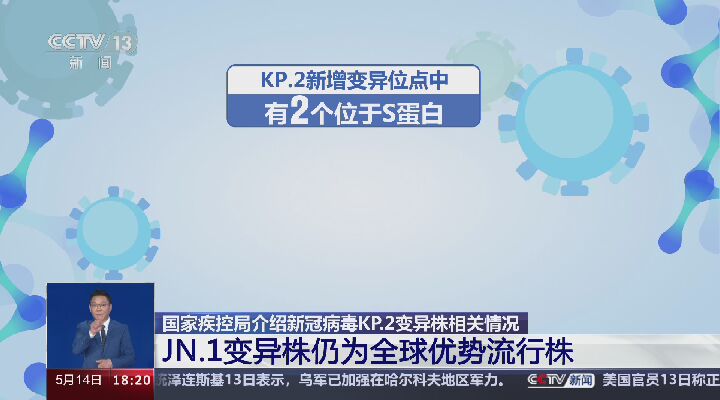 CCTV 13
新闻
KP.2新增变异位点中
有2个位于S蛋白
国家疾控局介绍新冠病毒KP.2变异株相关情况
JN.1变异株仍为全球优势流行株
5月14日 18:20 统泽连斯基13日表示，乌军已加强在哈尔科夫地区军力。 CCTV 新闻 美国官员13日称正